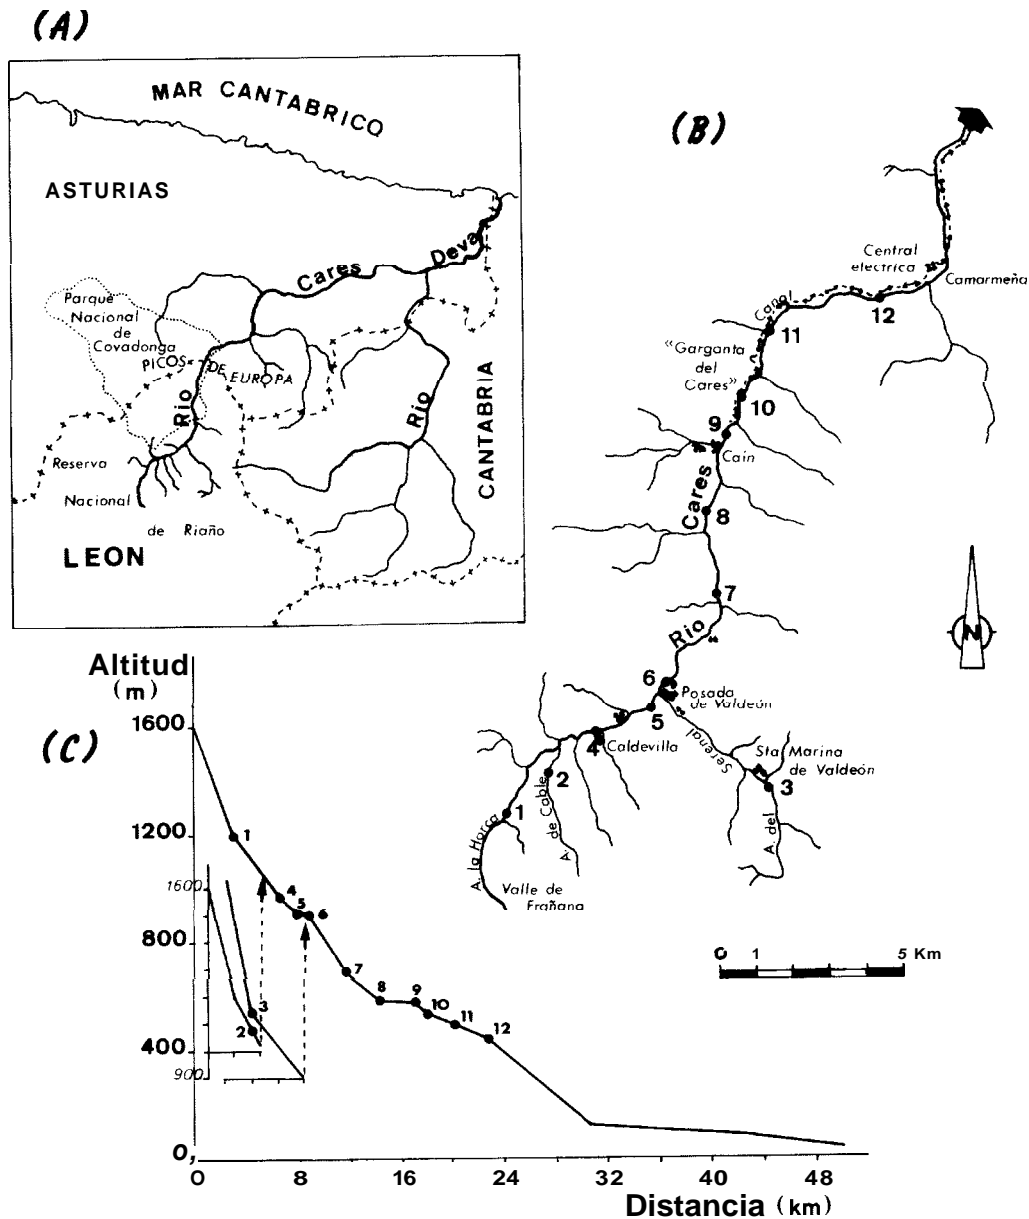 (A)
MAR CANTABRICO
ASTURIAS
Deva
Cares
Parque
Nacional
de
Covadonga
PICOS DE EUROPA
Rio
Rio
CANTABRIA
Reserva
Nacional
de Riaño
LEON
(B)
Central
electrica
Camarmeña
Canal
12
11
«Garganta
del
Cares»
10
9
Cain
Cares
8
7
Rio
6
Posada
de Valdeón
5
4
Caldevilla
Serenal
Sta Marina
de Valdeón
3
2
1
A. la Horca
A. de Cable
A. del
Valle de
Frañana
N
0 1 5 Km
(C)
Altitud
(m)
1600
1200
800
400
0
1600
900
1
2
3
4
5
6
7
8
9
10
11
12
0 8 16 24 32 40 48
Distancia (km)